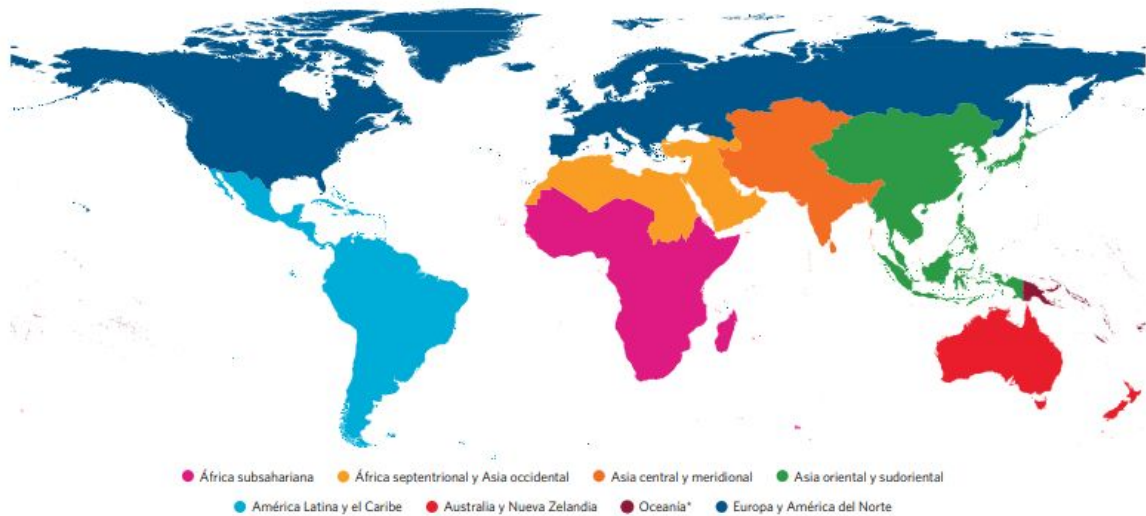 África subsahariana África septentrional y Asia occidental Asia central y meridional Asia oriental y sudoriental
América Latina y el Caribe Australia y Nueva Zelandia Oceanía* Europa y América del Norte